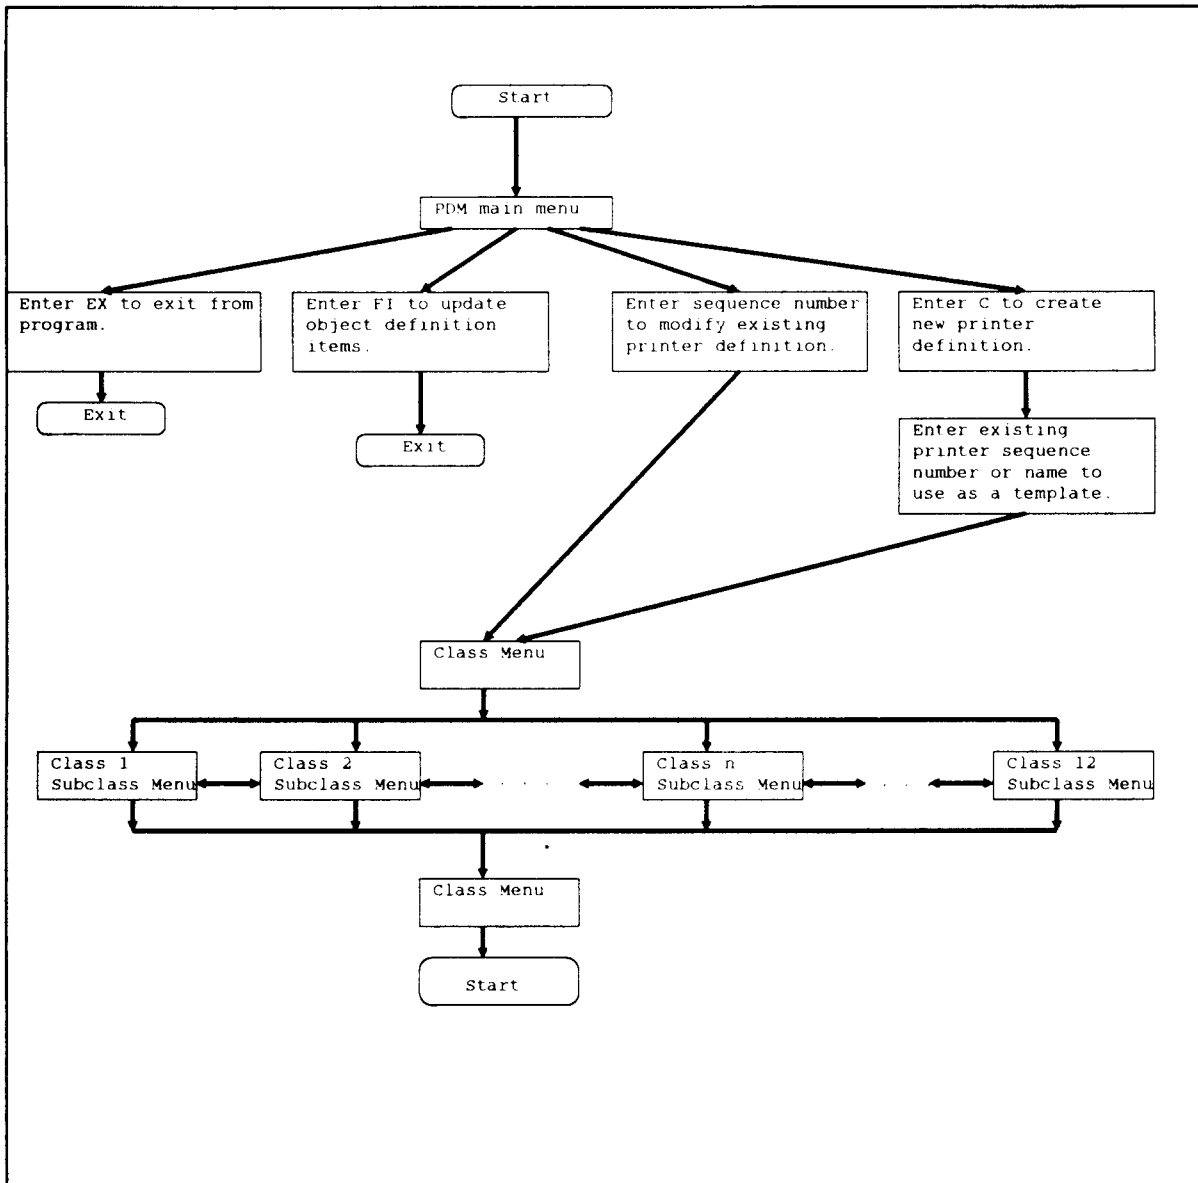 Start
PDM main menu
Enter EX to exit from
program.
Enter FI to update
object definition
items.
Enter sequence number
to modify existing
printer definition.
Enter C to create
new printer
definition.
Exit
Exit
Enter existing
printer sequence
number or name to
use as a template.
Class Menu
Class 1
Subclass Menu
Class 2
Subclass Menu
. . .
Class n
Subclass Menu
. . .
Class 12
Subclass Menu
Class Menu
Start